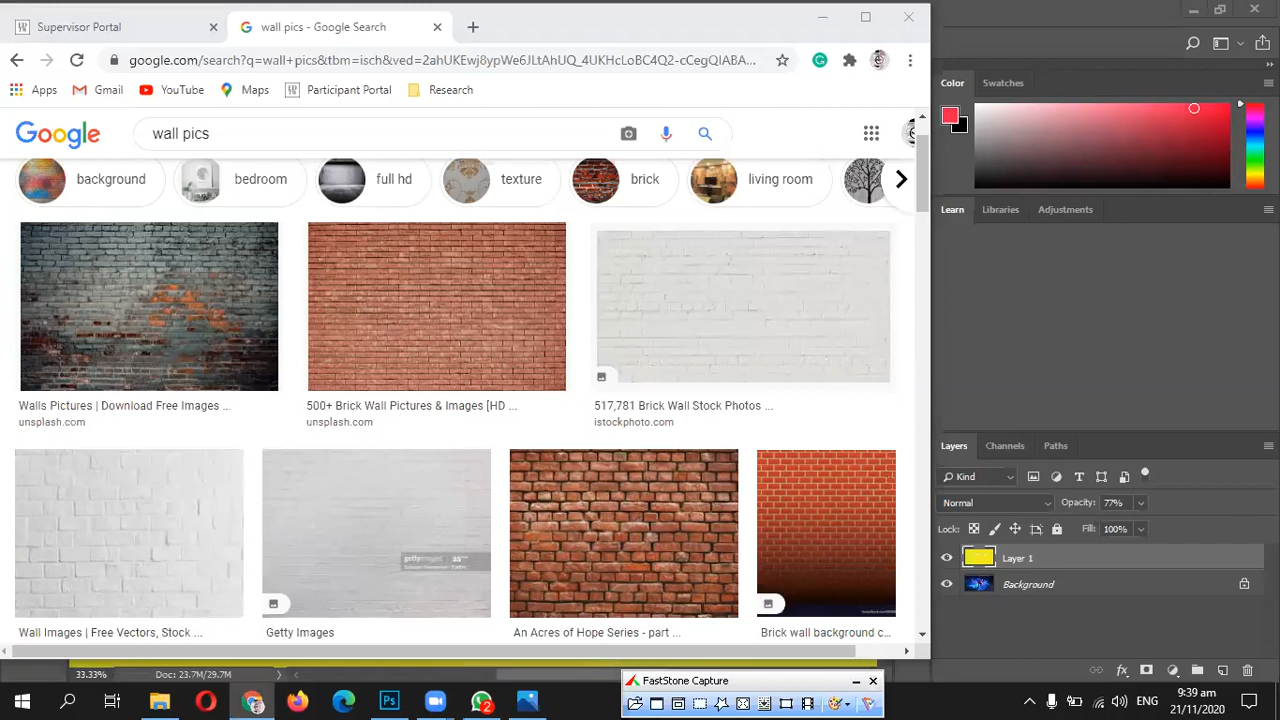 Supervisor Portal
wall pics - Google Search
google.com/search?q=wall+pics&tbm=isch&ved=2ahUKEwj8ypWe6JLtAhUQ_4UKHcLoBC4Q2-cCegQIABA...
Apps
Gmail
YouTube
Maps
Participant Portal
Research
Google
wall pics
background
bedroom
full hd
texture
brick
living room
Walls Pictures | Download Free Images ...
unsplash.com
500+ Brick Wall Pictures & Images [HD ...
unsplash.com
517,781 Brick Wall Stock Photos ...
istockphoto.com
gettyimages
Wall Images | Free Vectors, Stock ...
Getty Images
An Acres of Hope Series - part ...
Brick wall background c...
Color
Swatches
Learn
Libraries
Adjustments
Layers
Channels
Paths
Kind
Normal
Opacity: 77%
Lock:
Fill: 100%
Layer 1
Background
33.33%
Doc: 23.7M/29.7M
FastStone Capture
Ps
2
ENG
9:39 am
21/11/2020